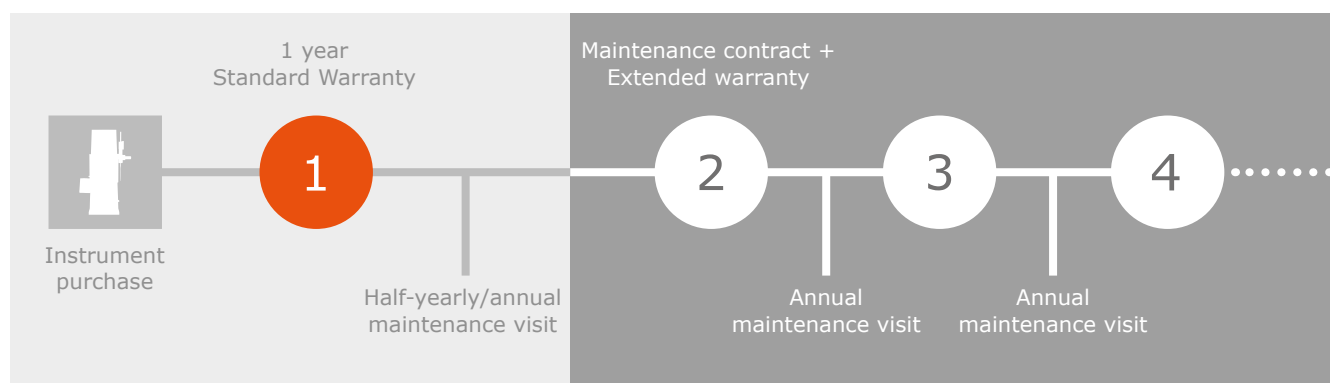 1 year
Standard Warranty
Maintenance contract +
Extended warranty
1
2
3
4
Instrument
purchase
Half-yearly/annual
maintenance visit
Annual
maintenance visit
Annual
maintenance visit